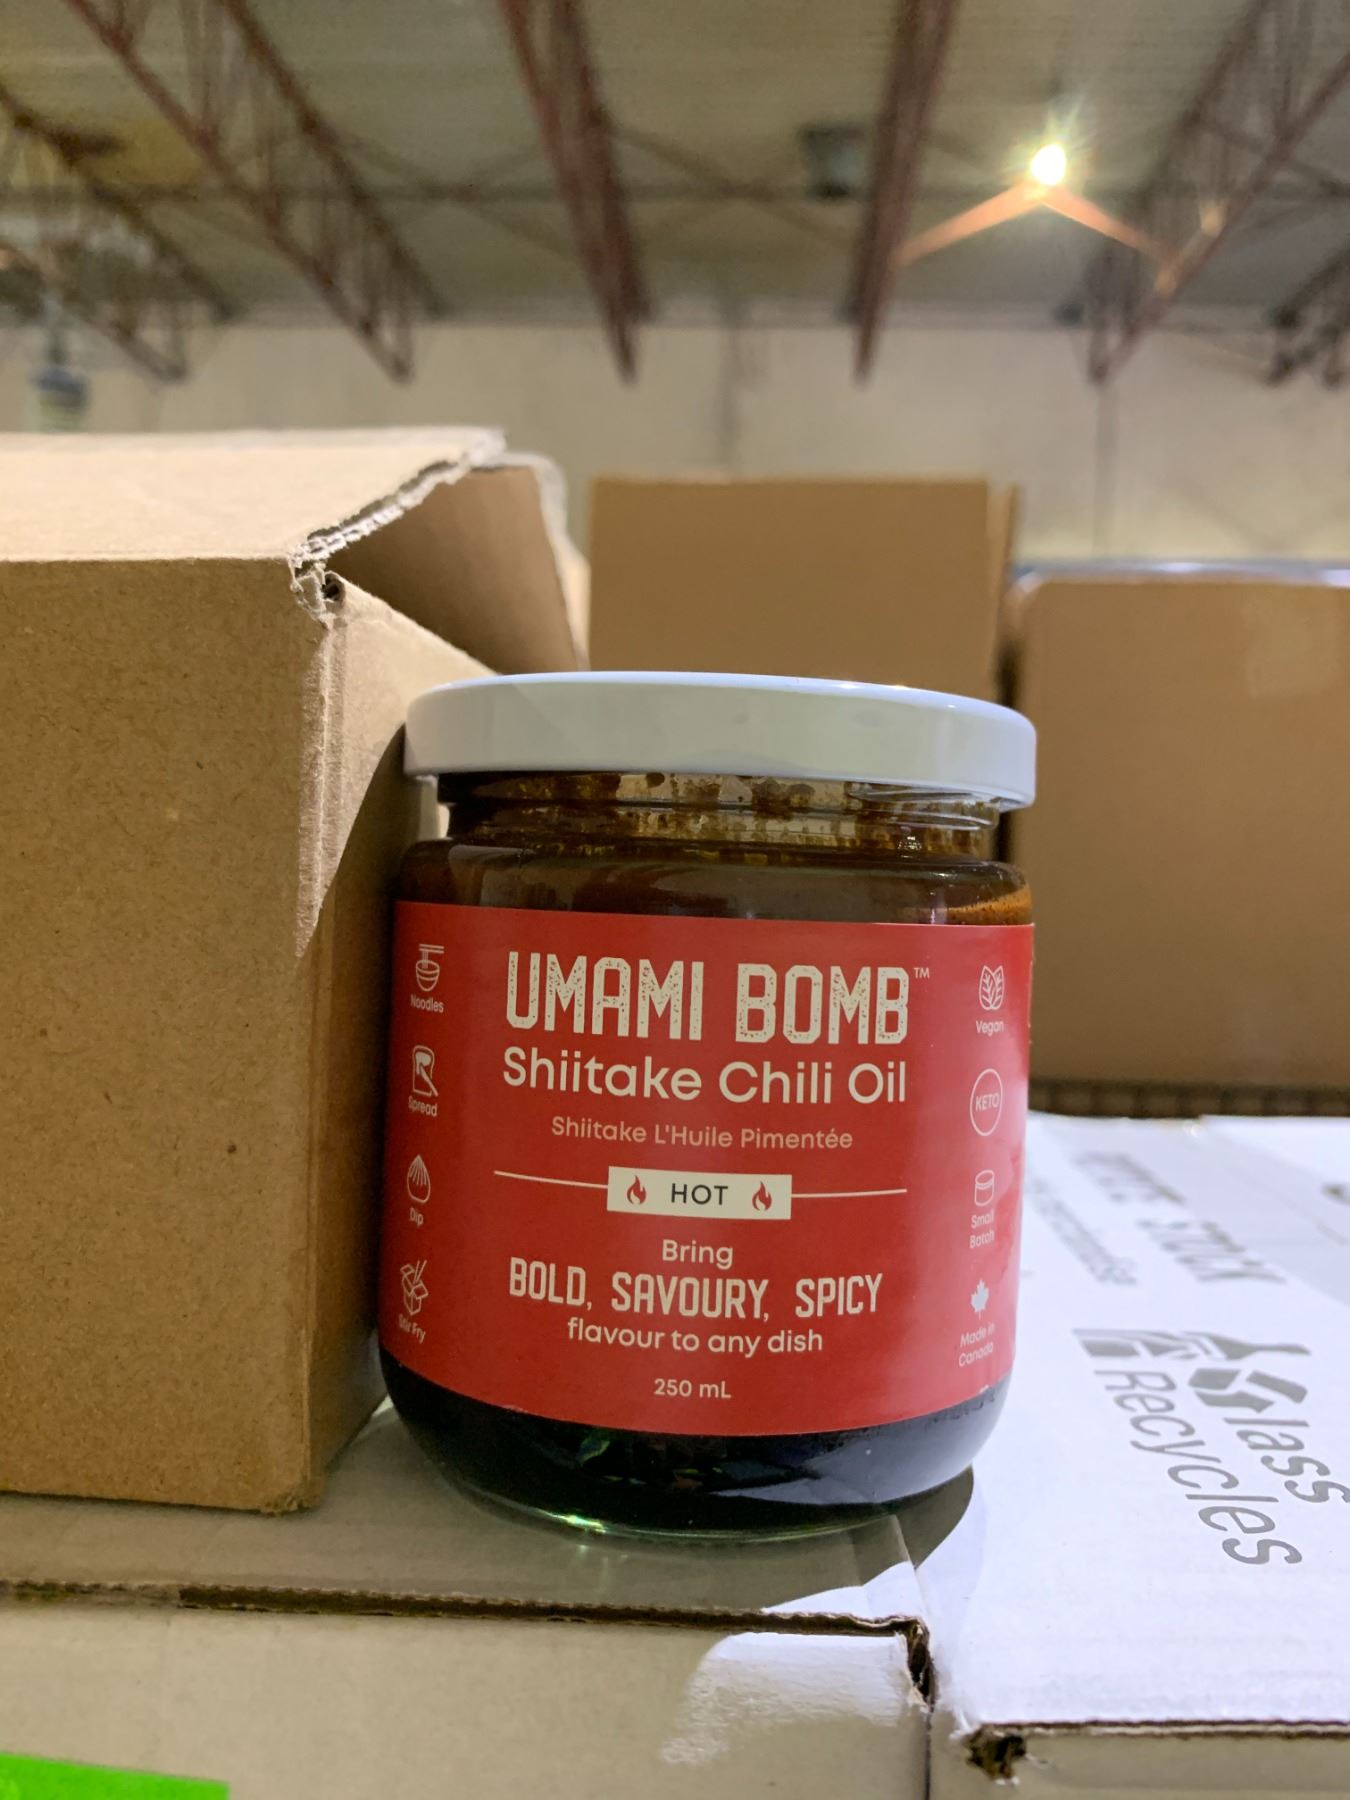 UMAMI BOMB™
Shiitake Chili Oil
Shiitake L'Huile Pimentée
HOT
Bring
BOLD, SAVOURY, SPICY
flavour to any dish
250 mL
Noodles
Spread
Dip
Stir Fry
Vegan
KETO
Small
Batch
Made in
Canada
Glass
Recycles